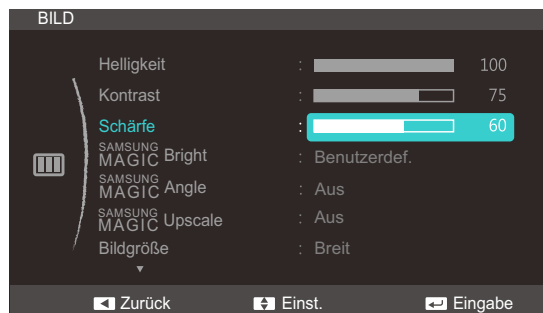 BILD
Helligkeit : 100
Kontrast : 75
Schärfe : 60
SAMSUNG MAGIC Bright : Benutzerdef.
SAMSUNG MAGIC Angle : Aus
SAMSUNG MAGIC Upscale : Aus
Bildgröße : Breit
Zurück Einst. Eingabe